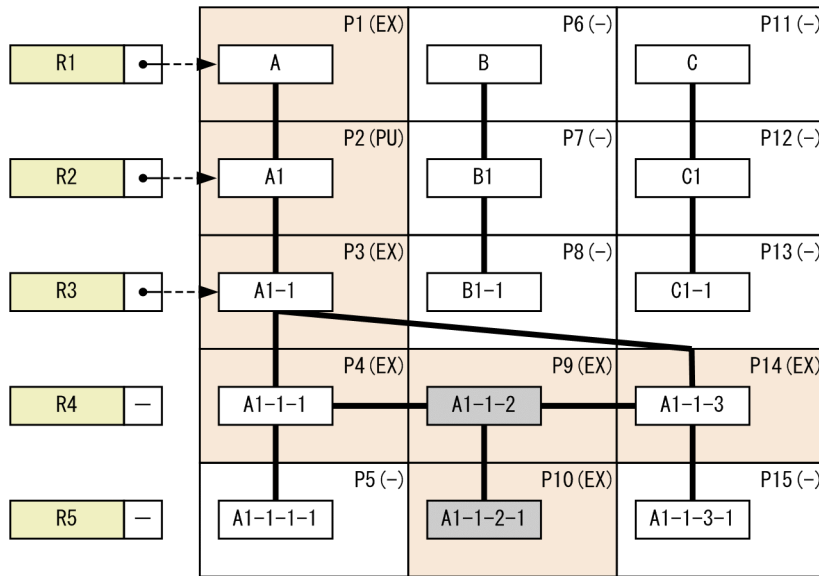 P1(EX) P6(-) P11(-)
R1 A B C
P2(PU) P7(-) P12(-)
R2 A1 B1 C1
P3(EX) P8(-) P13(-)
R3 A1-1 B1-1 C1-1
P4(EX) P9(EX) P14(EX)
R4 — A1-1-1 A1-1-2 A1-1-3
P5(-) P10(EX) P15(-)
R5 — A1-1-1-1 A1-1-2-1 A1-1-3-1